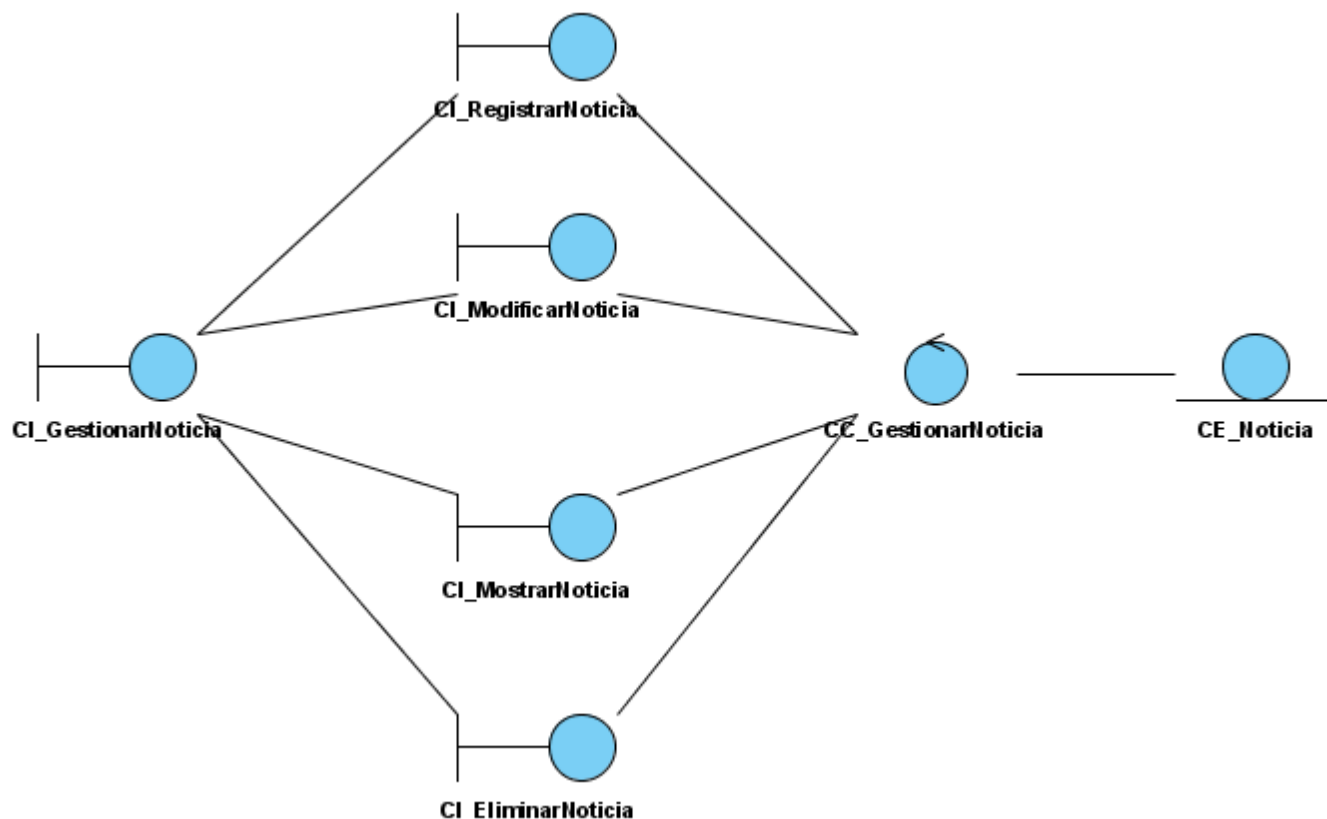 CI_RegistrarNoticia
CI_ModificarNoticia
CI_GestionarNoticia
CC_GestionarNoticia
CE_Noticia
CI_MostrarNoticia
CI_EliminarNoticia